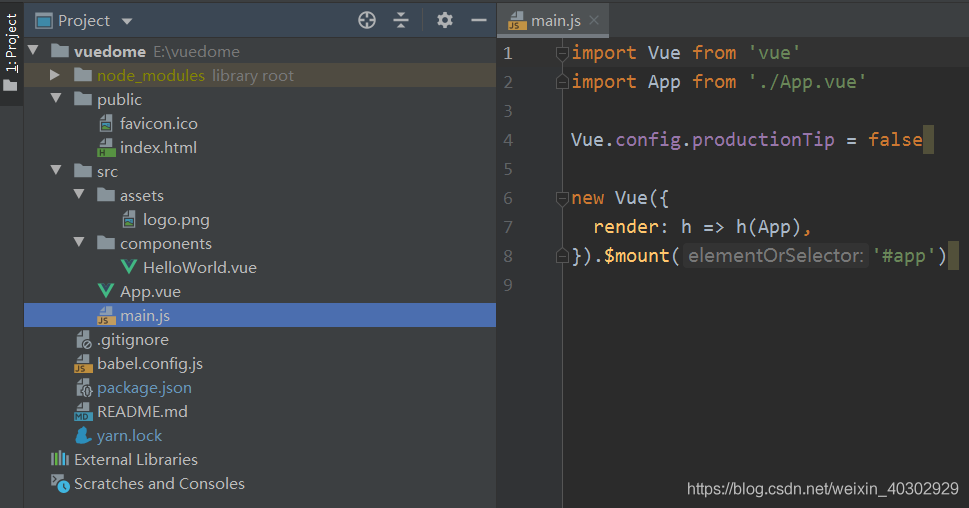 1: Project
Project
vuedome E:\vuedome
node_modules library root
public
favicon.ico
index.html
src
assets
logo.png
components
HelloWorld.vue
App.vue
main.js
.gitignore
babel.config.js
package.json
README.md
yarn.lock
External Libraries
Scratches and Consoles
main.js
1 import Vue from 'vue'
2 import App from './App.vue'
3
4 Vue.config.productionTip = false
5
6 new Vue({
7   render: h => h(App),
8 }).$mount( elementOrSelector: '#app')
9
https://blog.csdn.net/weixin_40302929